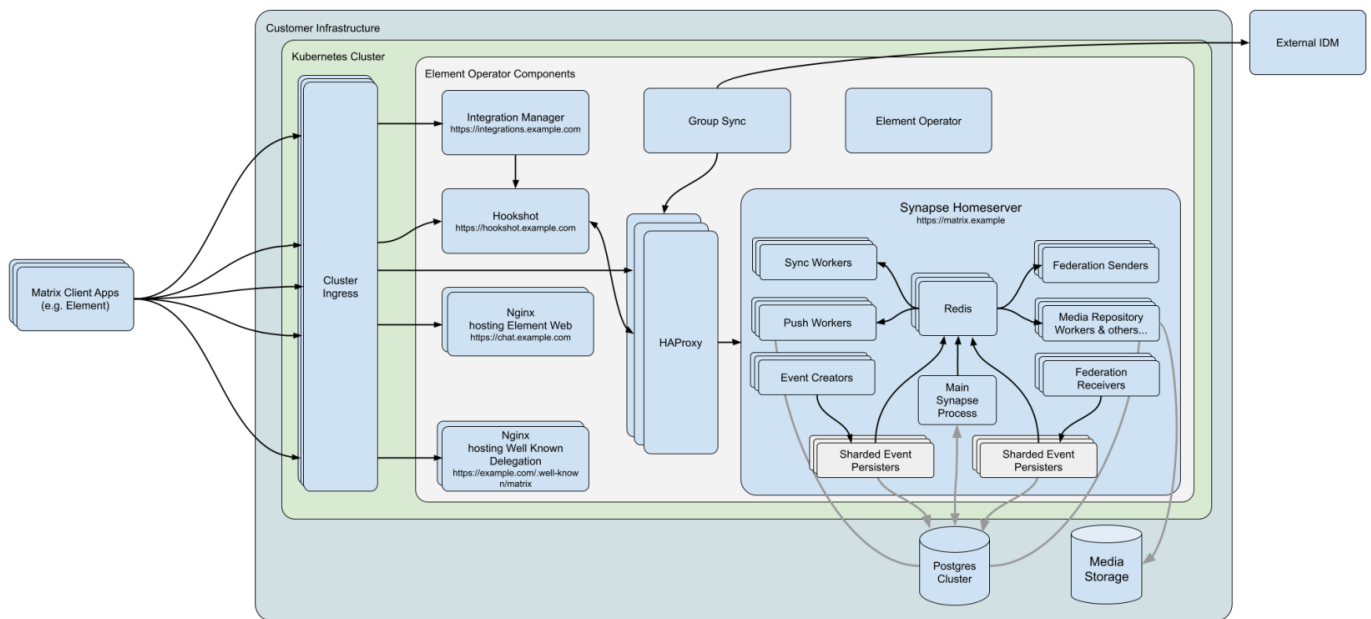 Customer Infrastructure
Kubernetes Cluster
Element Operator Components
External IDM
Integration Manager
https://integrations.example.com
Group Sync
Element Operator
Hookshot
https://hookshot.example.com
Synapse Homeserver
https://matrix.example
Matrix Client Apps
(e.g. Element)
Cluster
Ingress
Nginx
hosting Element Web
https://chat.example.com
HAProxy
Sync Workers
Redis
Federation Senders
Push Workers
Media Repository
Workers & others...
Event Creators
Main
Synapse
Process
Federation
Receivers
Nginx
hosting Well Known
Delegation
https://example.com/.well-know
n/matrix
Sharded Event
Persisters
Sharded Event
Persisters
Postgres
Cluster
Media
Storage